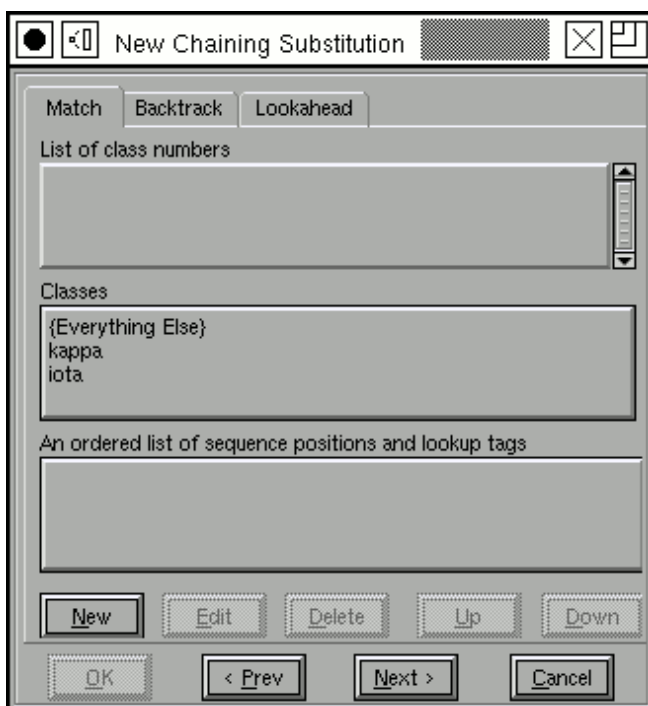 New Chaining Substitution
Match Backtrack Lookahead
List of class numbers
Classes
{Everything Else}
kappa
iota
An ordered list of sequence positions and lookup tags
New Edit Delete Up Down
OK < Prev Next > Cancel